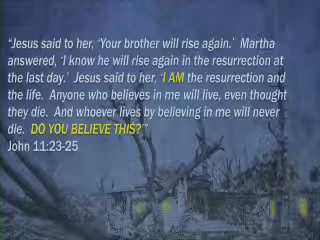 “Jesus said to her, ‘Your brother will rise again.’ Martha
answered, ‘I know he will rise again in the resurrection at
the last day.’ Jesus said to her, ‘I AM the resurrection and
the life. Anyone who believes in me will live, even thought
they die. And whoever lives by believing in me will never
die. DO YOU BELIEVE THIS?’”
John 11:23-25